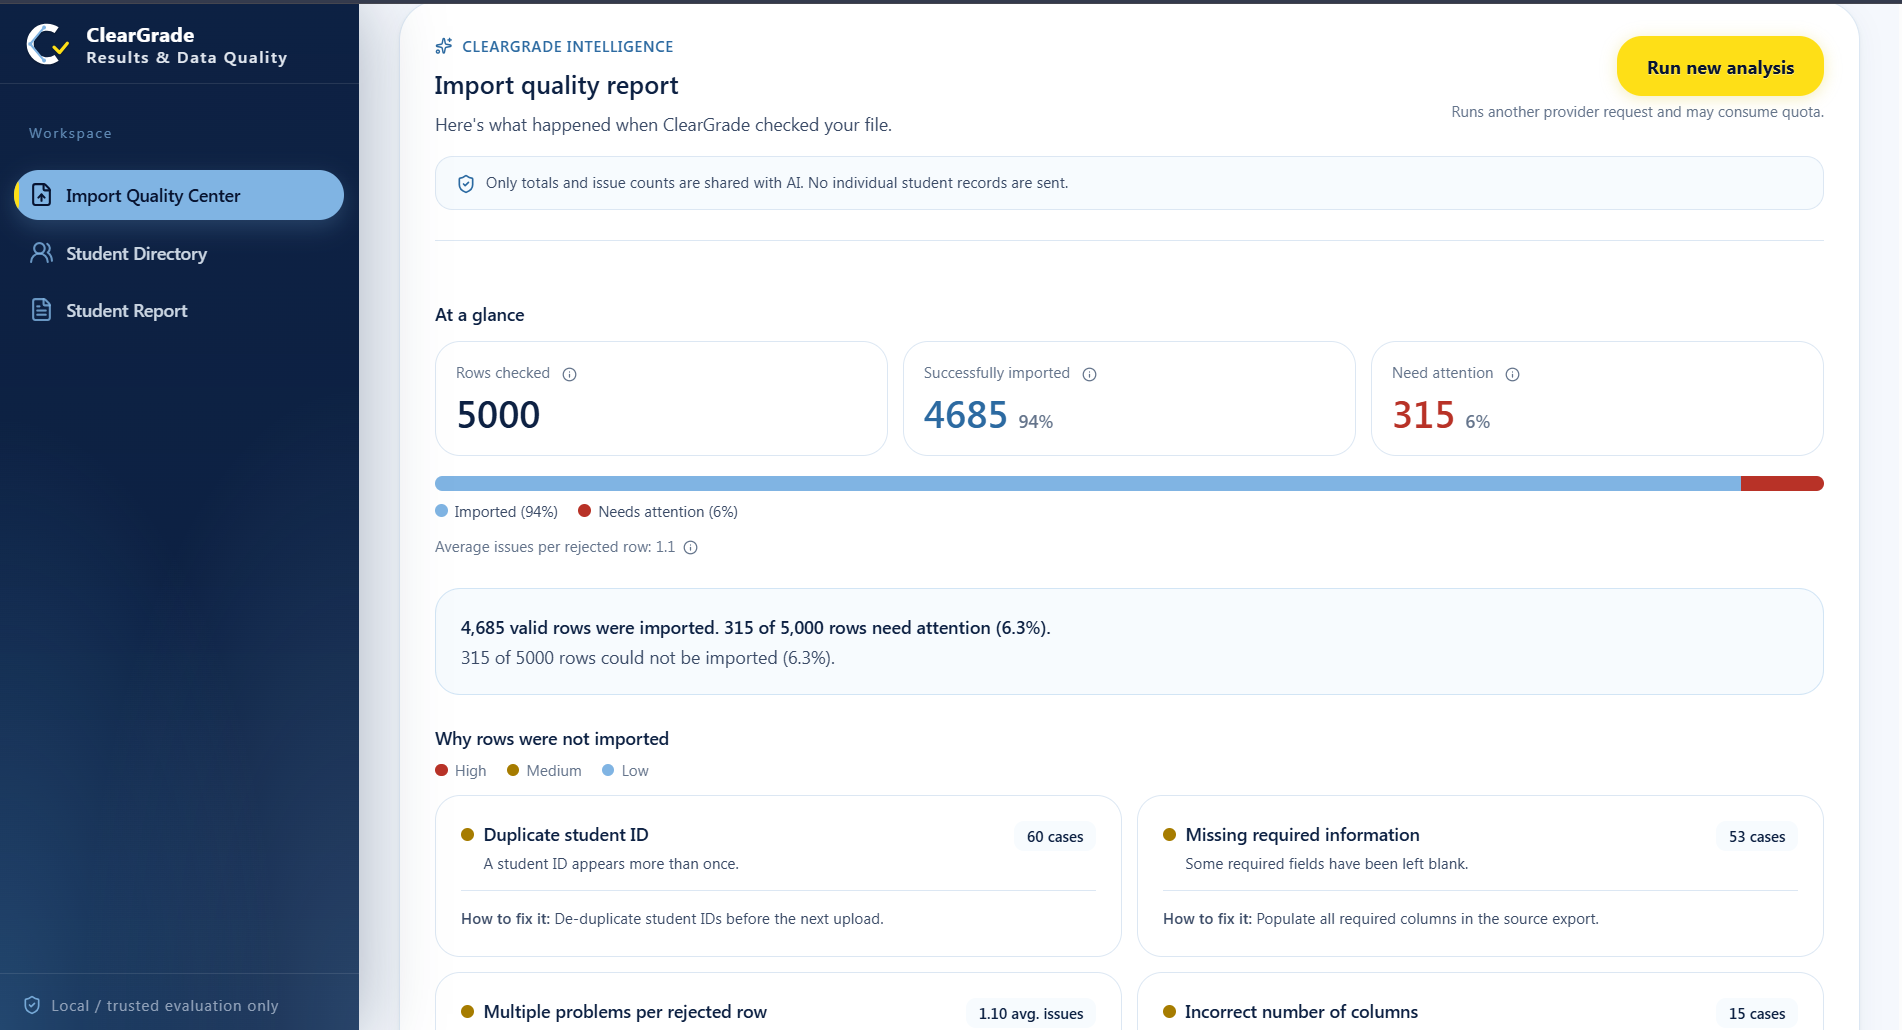 ClearGrade
Results & Data Quality
Workspace
Import Quality Center
Student Directory
Student Report
Local / trusted evaluation only
CLEARGRADE INTELLIGENCE
Import quality report
Here's what happened when ClearGrade checked your file.
Run new analysis
Runs another provider request and may consume quota.
Only totals and issue counts are shared with AI. No individual student records are sent.
At a glance
Rows checked
5000
Successfully imported
4685 94%
Need attention
315 6%
Imported (94%) Needs attention (6%)
Average issues per rejected row: 1.1
4,685 valid rows were imported. 315 of 5,000 rows need attention (6.3%).
315 of 5000 rows could not be imported (6.3%).
Why rows were not imported
High Medium Low
Duplicate student ID 60 cases
A student ID appears more than once.
How to fix it: De-duplicate student IDs before the next upload.
Missing required information 53 cases
Some required fields have been left blank.
How to fix it: Populate all required columns in the source export.
Multiple problems per rejected row 1.10 avg. issues
Incorrect number of columns 15 cases